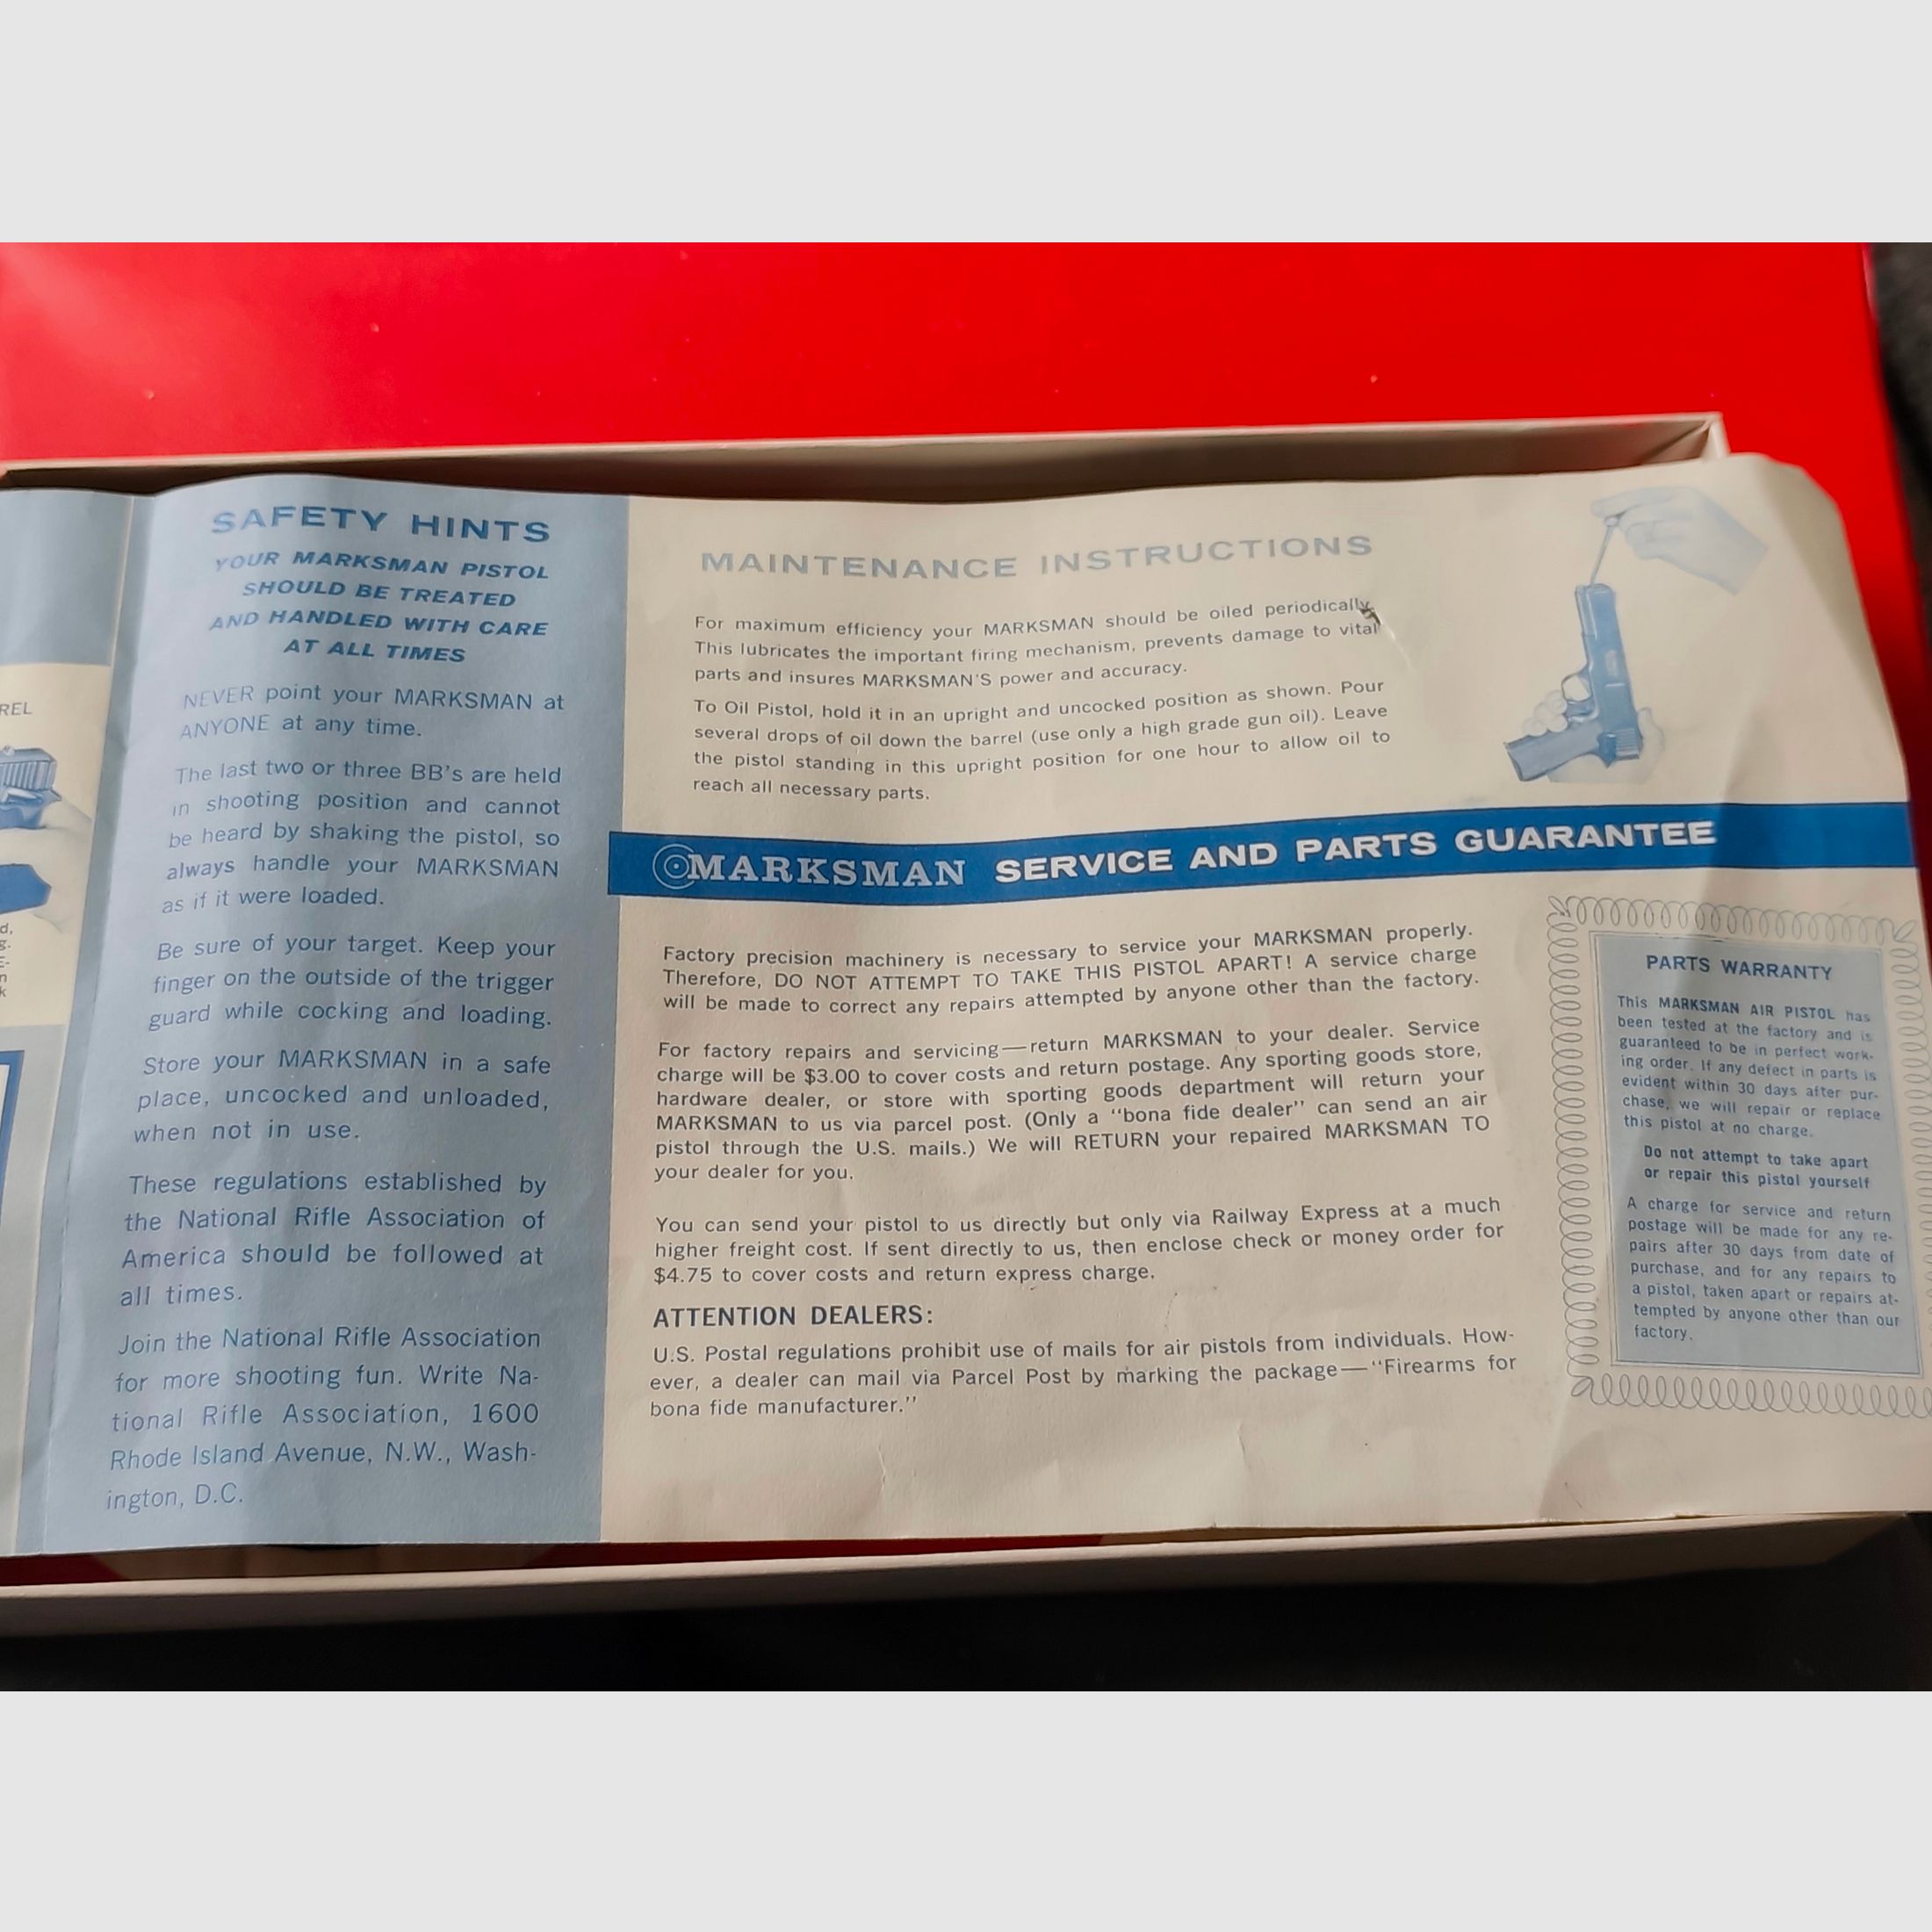 REL
d,
g.
E-
n
k
SAFETY HINTS
YOUR MARKSMAN PISTOL
SHOULD BE TREATED
AND HANDLED WITH CARE
AT ALL TIMES
NEVER point your MARKSMAN at
ANYONE at any time.
The last two or three BB's are held
in shooting position and cannot
be heard by shaking the pistol, so
always handle your MARKSMAN
as if it were loaded.
Be sure of your target. Keep your
finger on the outside of the trigger
guard while cocking and loading.
Store your MARKSMAN in a safe
place, uncocked and unloaded,
when not in use.
These regulations established by
the National Rifle Association of
America should be followed at
all times.
Join the National Rifle Association
for more shooting fun. Write Na-
tional Rifle Association, 1600
Rhode Island Avenue, N.W., Wash-
ington, D.C.
MAINTENANCE INSTRUCTIONS
For maximum efficiency your MARKSMAN should be oiled periodically.
This lubricates the important firing mechanism, prevents damage to vital
parts and insures MARKSMAN'S power and accuracy.
To Oil Pistol, hold it in an upright and uncocked position as shown. Pour
several drops of oil down the barrel (use only a high grade gun oil). Leave
the pistol standing in this upright position for one hour to allow oil to
reach all necessary parts.
MARKSMAN SERVICE AND PARTS GUARANTEE
Factory precision machinery is necessary to service your MARKSMAN properly.
Therefore, DO NOT ATTEMPT TO TAKE THIS PISTOL APART! A service charge
will be made to correct any repairs attempted by anyone other than the factory.
For factory repairs and servicing—return MARKSMAN to your dealer. Service
charge will be $3.00 to cover costs and return postage. Any sporting goods store,
hardware dealer, or store with sporting goods department will return your
MARKSMAN to us via parcel post. (Only a "bona fide dealer" can send an air
pistol through the U.S. mails.) We will RETURN your repaired MARKSMAN TO
your dealer for you.
You can send your pistol to us directly but only via Railway Express at a much
higher freight cost. If sent directly to us, then enclose check or money order for
$4.75 to cover costs and return express charge.
ATTENTION DEALERS:
U.S. Postal regulations prohibit use of mails for air pistols from individuals. How-
ever, a dealer can mail via Parcel Post by marking the package—"Firearms for
bona fide manufacturer."
PARTS WARRANTY
This MARKSMAN AIR PISTOL has
been tested at the factory and is
guaranteed to be in perfect work-
ing order. If any defect in parts is
evident within 30 days after pur-
chase, we will repair or replace
this pistol at no charge.
Do not attempt to take apart
or repair this pistol yourself
A charge for service and return
postage will be made for any re-
pairs after 30 days from date of
purchase, and for any repairs to
a pistol, taken apart or repairs at-
tempted by anyone other than our
factory.